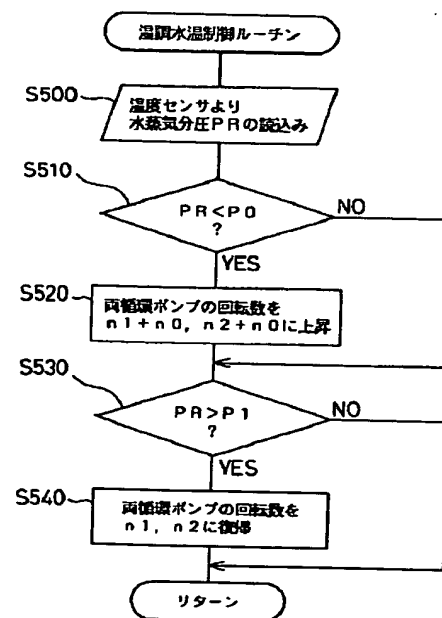 温調水温制御ルーチン
S500
湿度センサより
水蒸気分圧PRの読込み
S510
PR<P0
?
NO
YES
S520
両循環ポンプの回転数を
n1+n0, n2+n0に上昇
S530
PR>P1
?
NO
YES
S540
両循環ポンプの回転数を
n1, n2に復帰
リターン